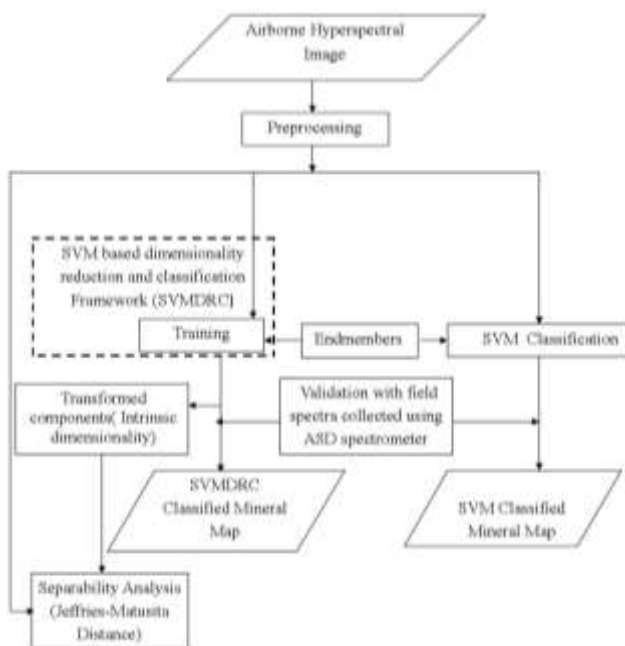 Airborne Hyperspectral
Image
Preprocessing
SVM based dimensionality
reduction and classification
Framework (SVMDRC)
Training
Endmembers
SVM Classification
Transformed
components( Intrinsic
dimensionality)
Validation with field
spectra collected using
ASD spectrometer
SVMDRC
Classified Mineral
Map
SVM Classified
Mineral Map
Separability Analysis
(Jeffries-Matusita
Distance)